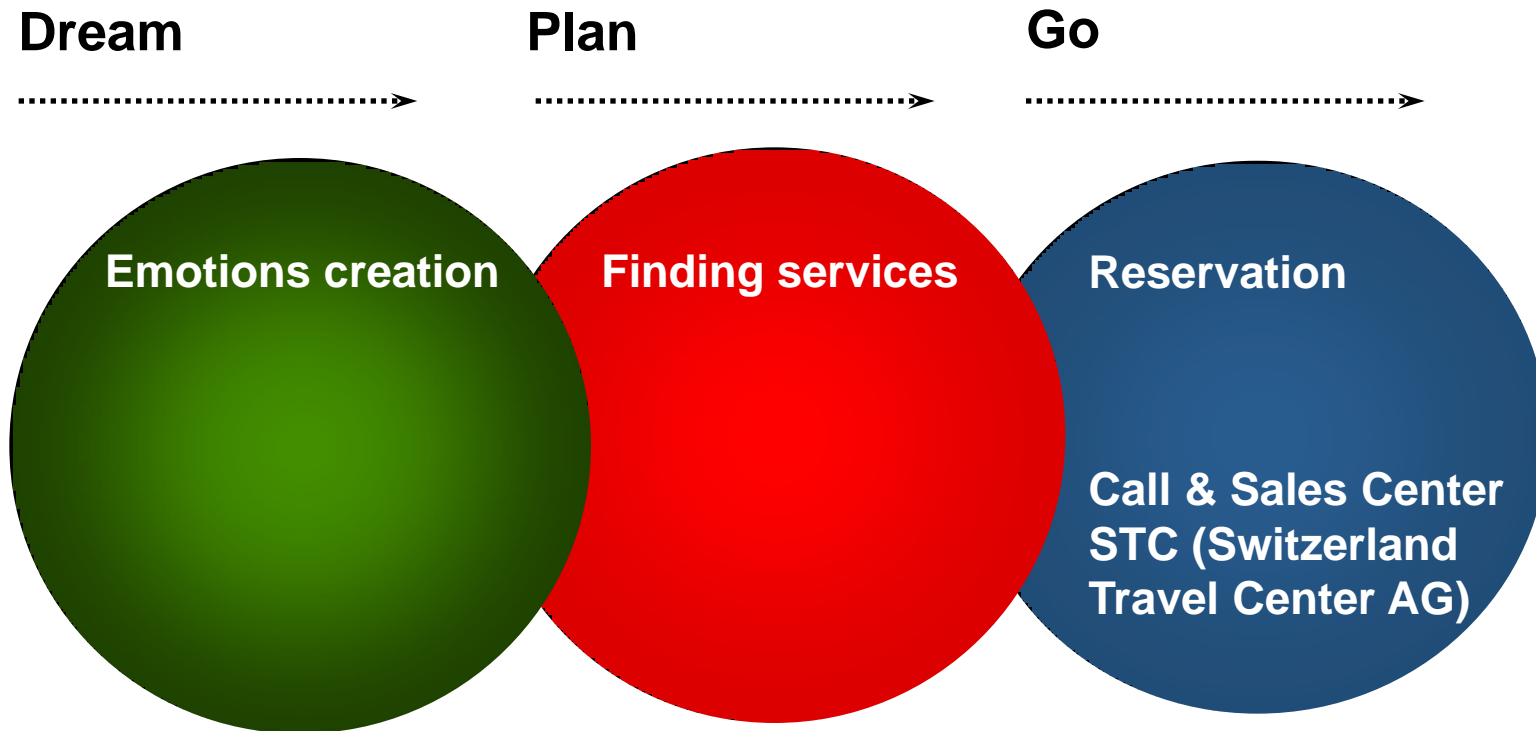 Dream
Plan
Go
Emotions creation
Finding services
Reservation
Call & Sales Center
STC (Switzerland
Travel Center AG)